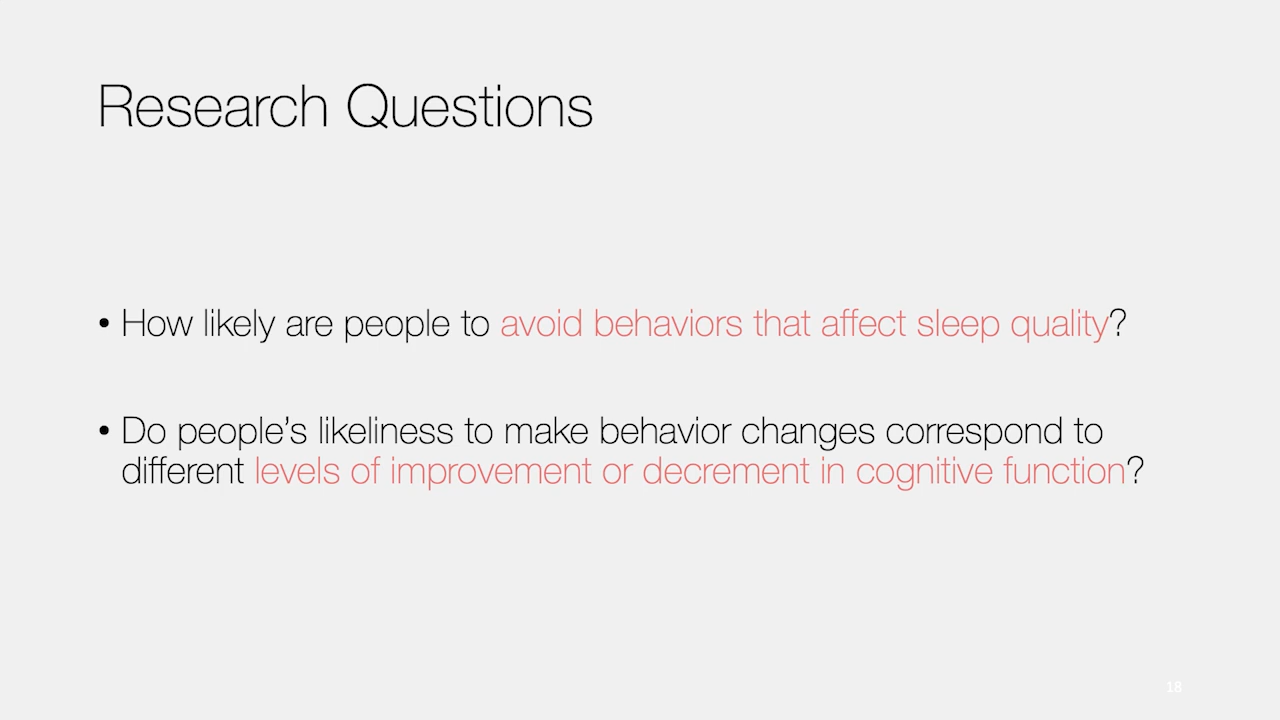 Research Questions
• How likely are people to avoid behaviors that affect sleep quality?
• Do people’s likeliness to make behavior changes correspond to
different levels of improvement or decrement in cognitive function?
18